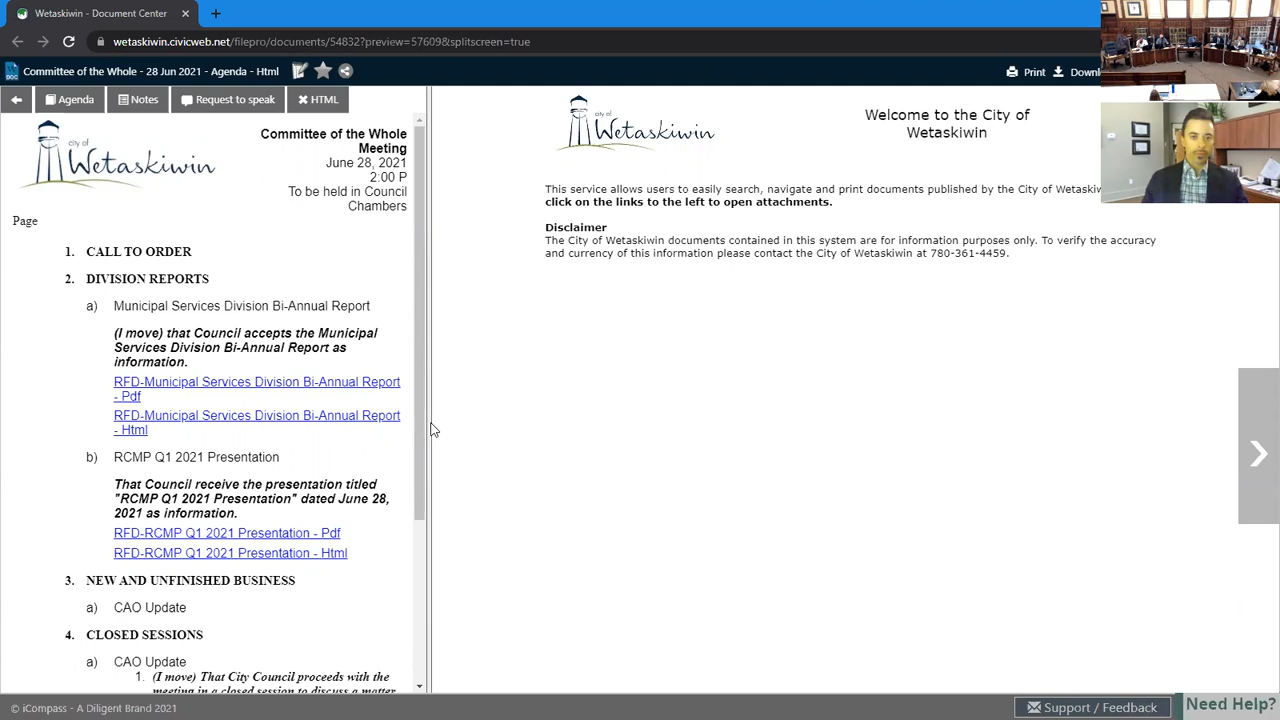 Wetaskiwin - Document Center
wetaskiwin.civicweb.net/filepro/documents/54832?preview=57609&splitscreen=true
DOC
Committee of the Whole - 28 Jun 2021 - Agenda - Html
Print
Downl
Agenda
Notes
Request to speak
HTML
city of
Wetaskiwin
Committee of the Whole
Meeting
June 28, 2021
2:00 P
To be held in Council
Chambers
Page
1. CALL TO ORDER
2. DIVISION REPORTS
a) Municipal Services Division Bi-Annual Report
(I move) that Council accepts the Municipal
Services Division Bi-Annual Report as
information.
RFD-Municipal Services Division Bi-Annual Report
- Pdf
RFD-Municipal Services Division Bi-Annual Report
- Html
b) RCMP Q1 2021 Presentation
That Council receive the presentation titled
"RCMP Q1 2021 Presentation" dated June 28,
2021 as information.
RFD-RCMP Q1 2021 Presentation - Pdf
RFD-RCMP Q1 2021 Presentation - Html
3. NEW AND UNFINISHED BUSINESS
a) CAO Update
4. CLOSED SESSIONS
a) CAO Update
1. (I move) That City Council proceeds with the
meeting in a closed session to discuss a matter
city of
Wetaskiwin
Welcome to the City of
Wetaskiwin
This service allows users to easily search, navigate and print documents published by the City of Wetaskiw
click on the links to the left to open attachments.
Disclaimer
The City of Wetaskiwin documents contained in this system are for information purposes only. To verify the accuracy
and currency of this information please contact the City of Wetaskiwin at 780-361-4459.
© iCompass - A Diligent Brand 2021
Support / Feedback
Need Help?